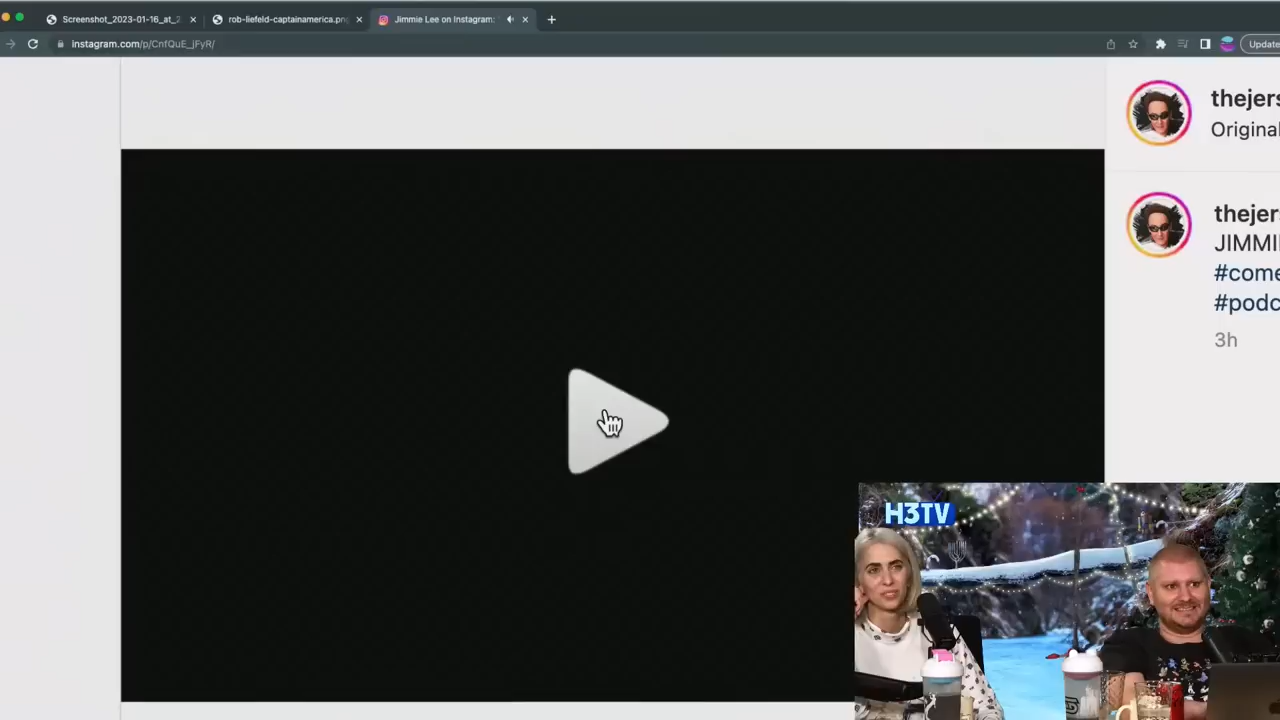 Screenshot_2023-01-16_at_2.
rob-liefeld-captainamerica.png
Jimmie Lee on Instagram: "
instagram.com/p/CnfQuE_jFyR/
Update
thejers
Original
thejers
JIMMI
#come
#podc
3h
H3TV